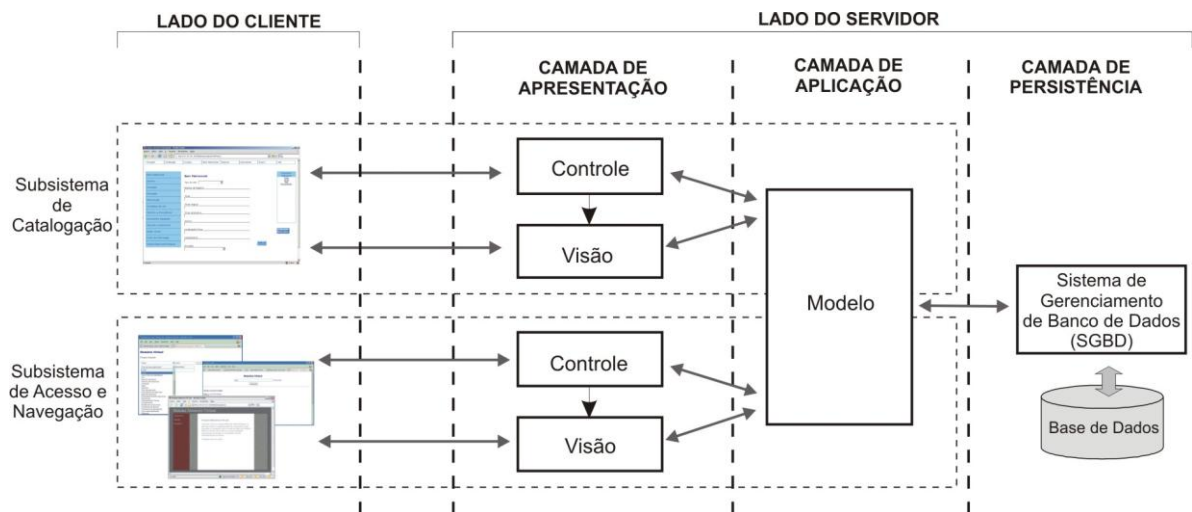 LADO DO CLIENTE
LADO DO SERVIDOR
CAMADA DE
APRESENTAÇÃO
CAMADA DE
APLICAÇÃO
CAMADA DE
PERSISTÊNCIA
Subsistema
de
Catalogação
Controle
Visão
Modelo
Sistema de
Gerenciamento
de Banco de Dados
(SGBD)
Base de Dados
Subsistema
de Acesso e
Navegação
Controle
Visão